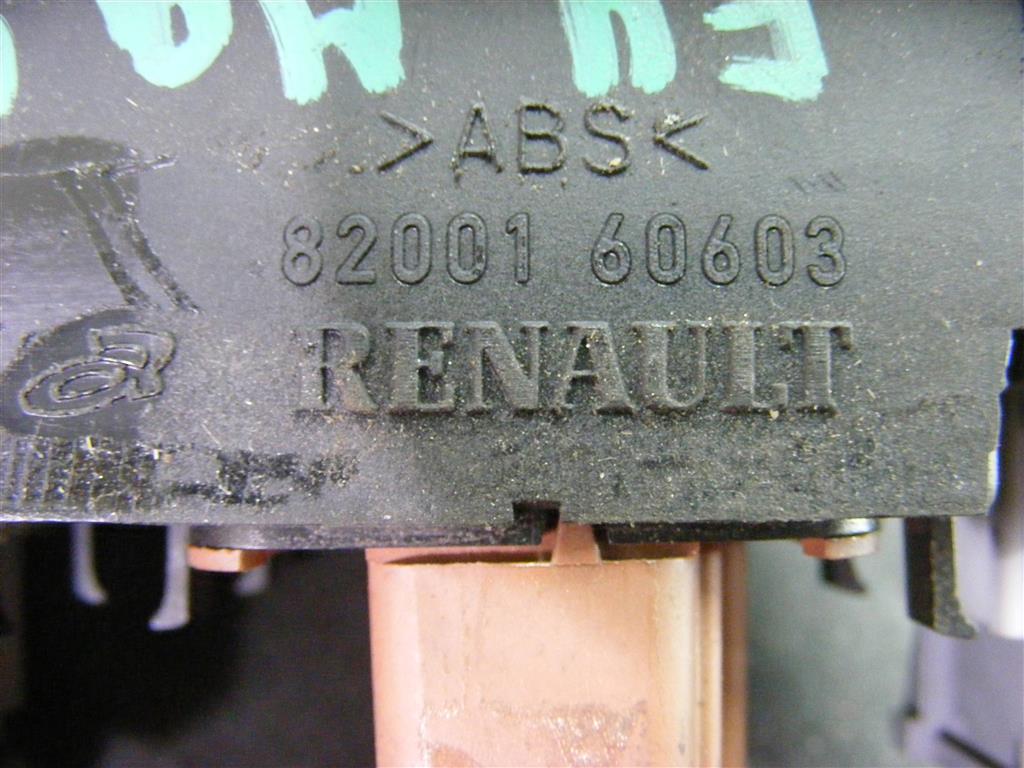 >ABS<
82001 60603
RENAULT